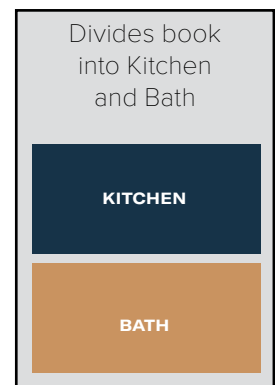 Divides book
into Kitchen
and Bath
KITCHEN
BATH